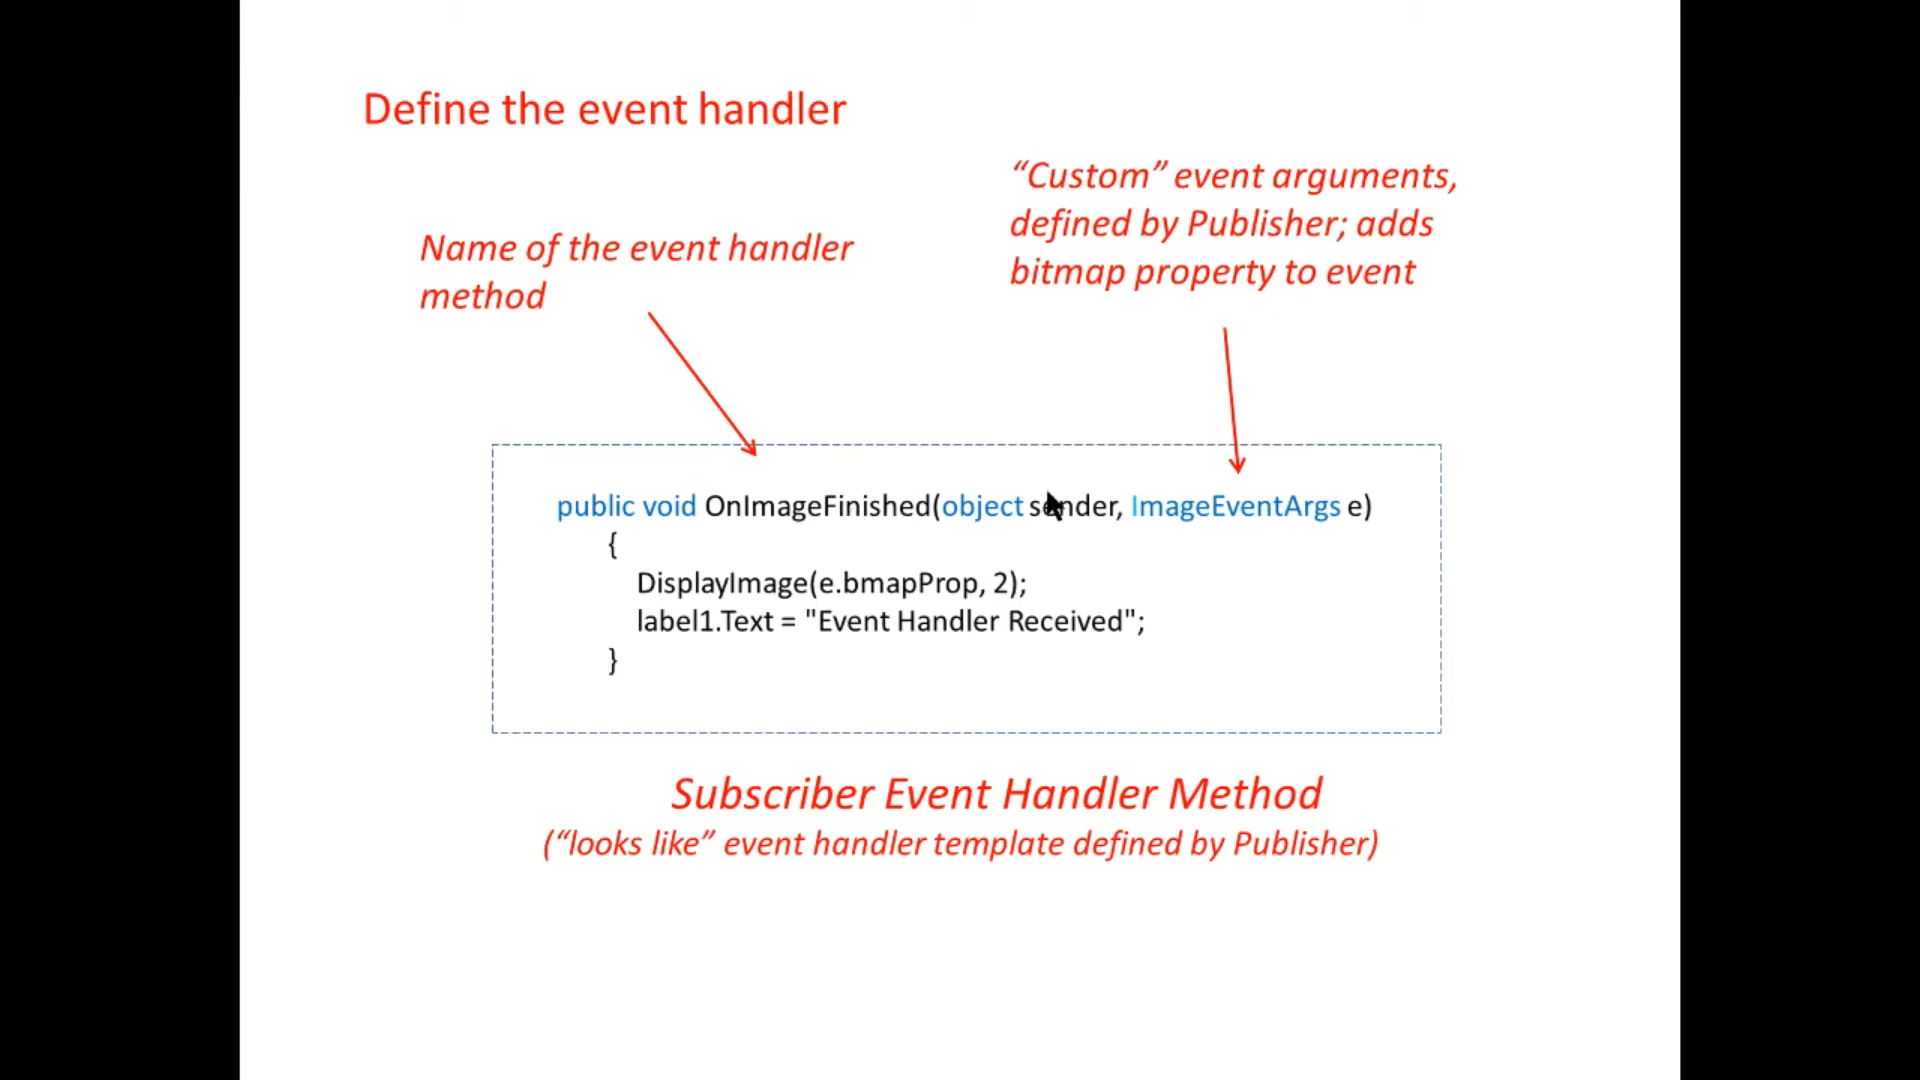 Define the event handler
“Custom” event arguments,
defined by Publisher; adds
bitmap property to event
Name of the event handler
method
public void OnImageFinished(object sender, ImageEventArgs e)
{
DisplayImage(e.bmapProp, 2);
label1.Text = "Event Handler Received";
}
Subscriber Event Handler Method
(“looks like” event handler template defined by Publisher)